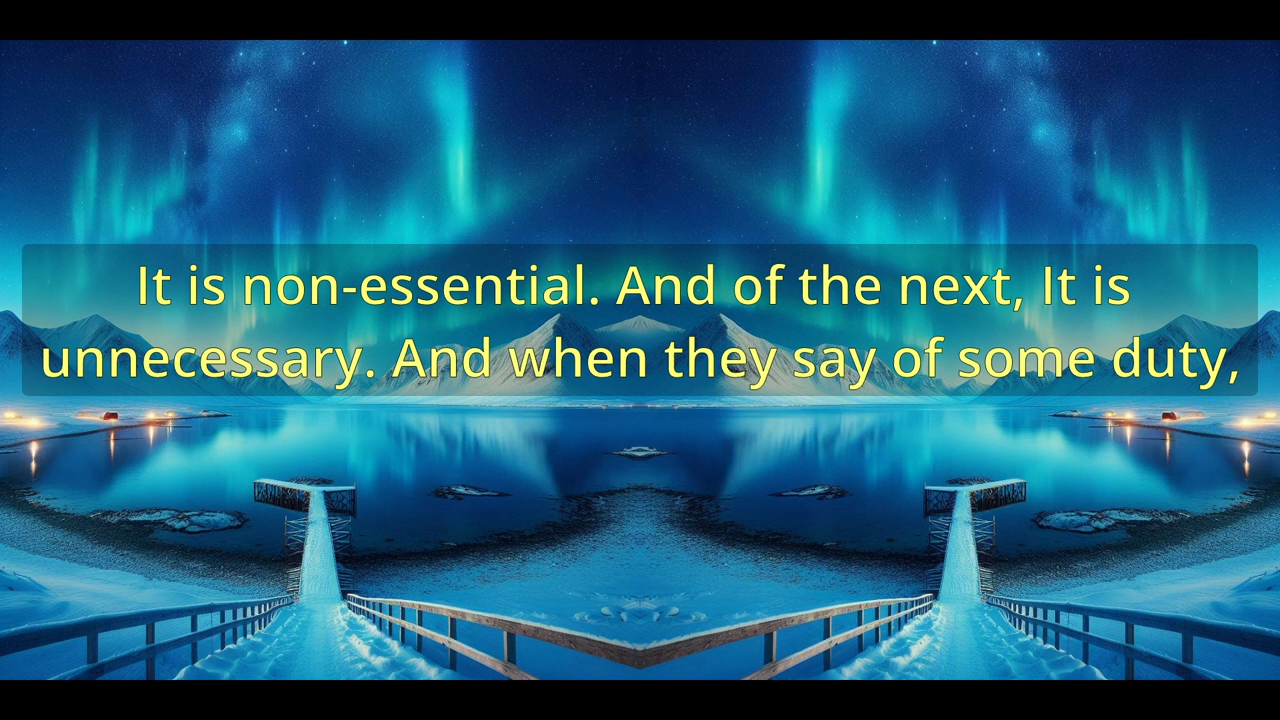 It is non-essential. And of the next, It is
unnecessary. And when they say of some duty,